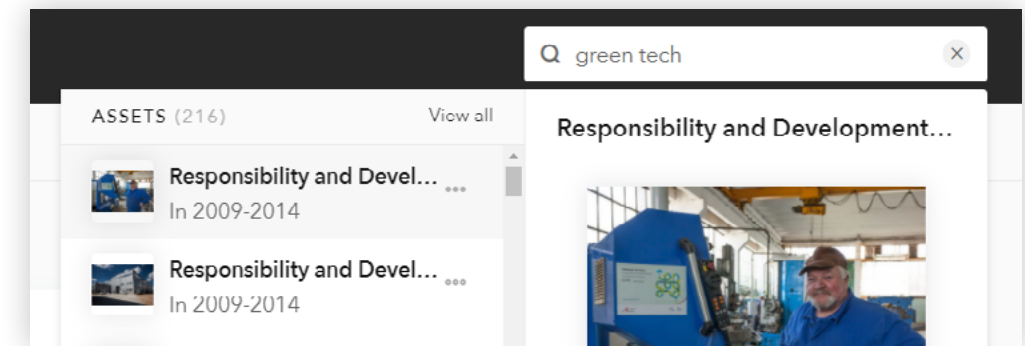 green tech
ASSETS (216)
View all
Responsibility and Devel...
In 2009-2014
Responsibility and Devel...
In 2009-2014
Responsibility and Development...